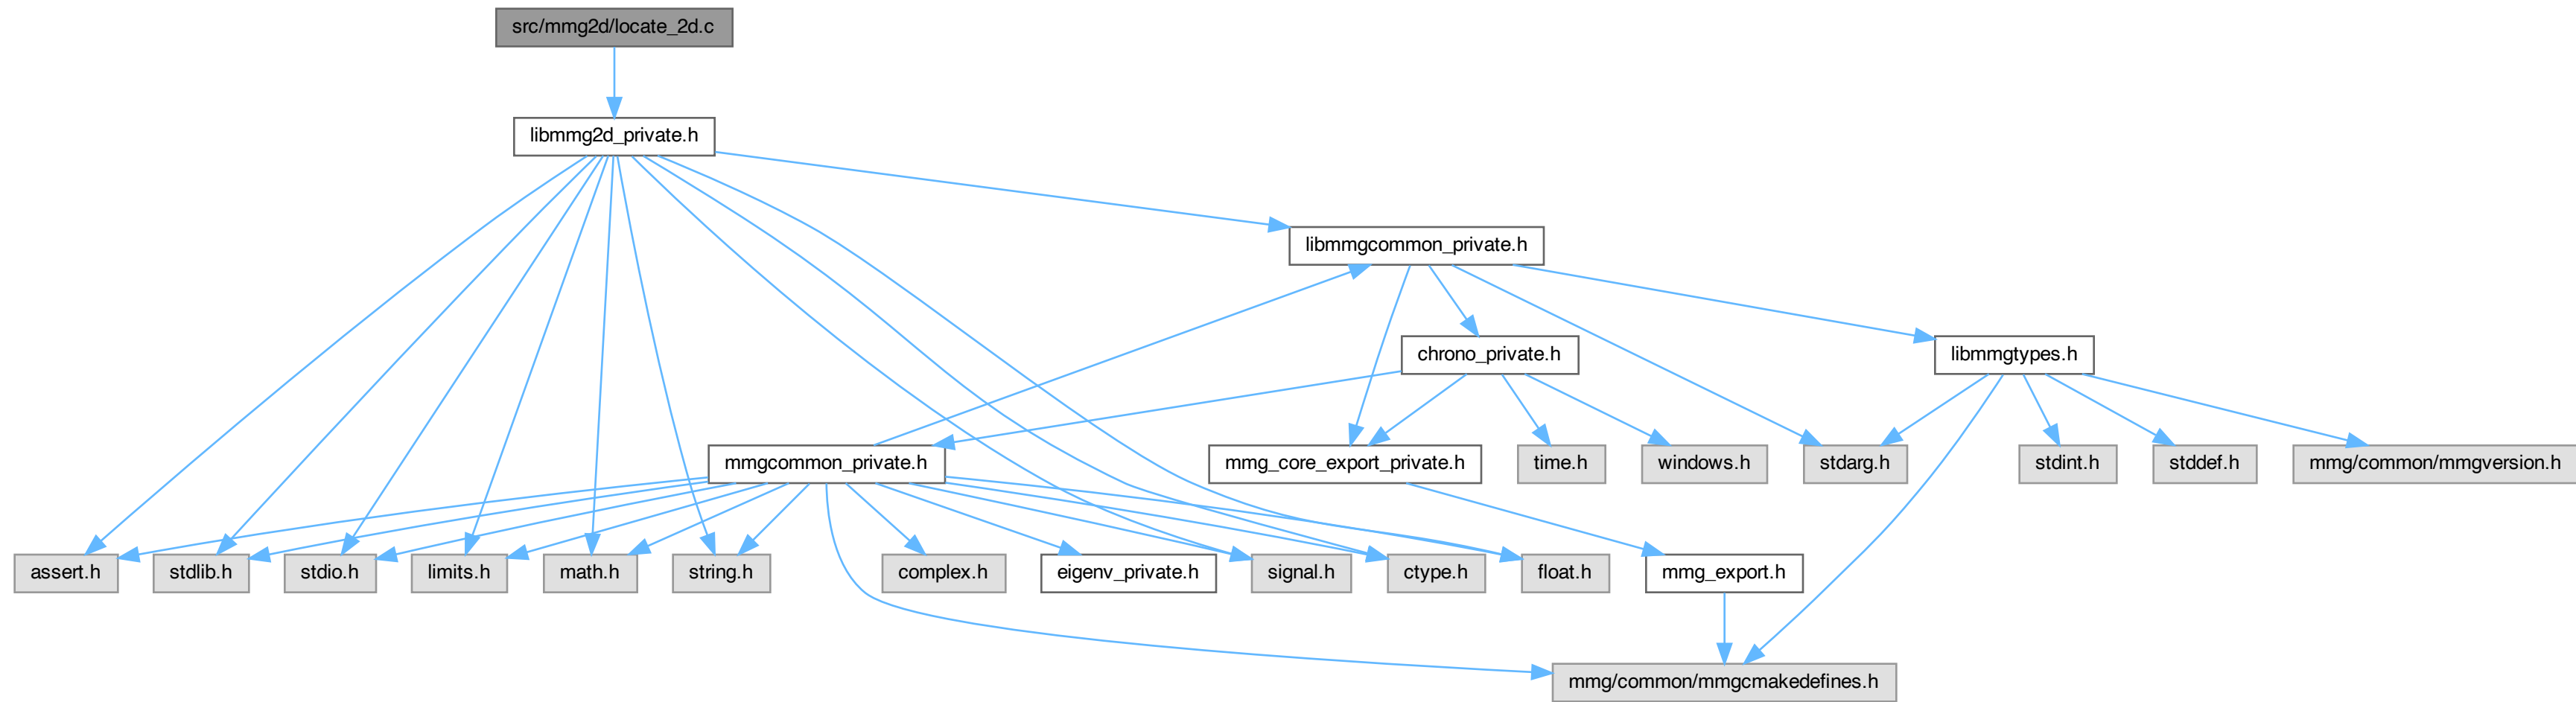 src/mmg2d/locate_2d.c
libmmg2d_private.h
libmmgcommon_private.h
chrono_private.h
libmmgtypes.h
mmgcommon_private.h
mmg_core_export_private.h
time.h
windows.h
stdarg.h
stdint.h
stddef.h
mmg/common/mmgversion.h
assert.h
stdlib.h
stdio.h
limits.h
math.h
string.h
complex.h
eigenv_private.h
signal.h
ctype.h
float.h
mmg_export.h
mmg/common/mmgcmakedefines.h